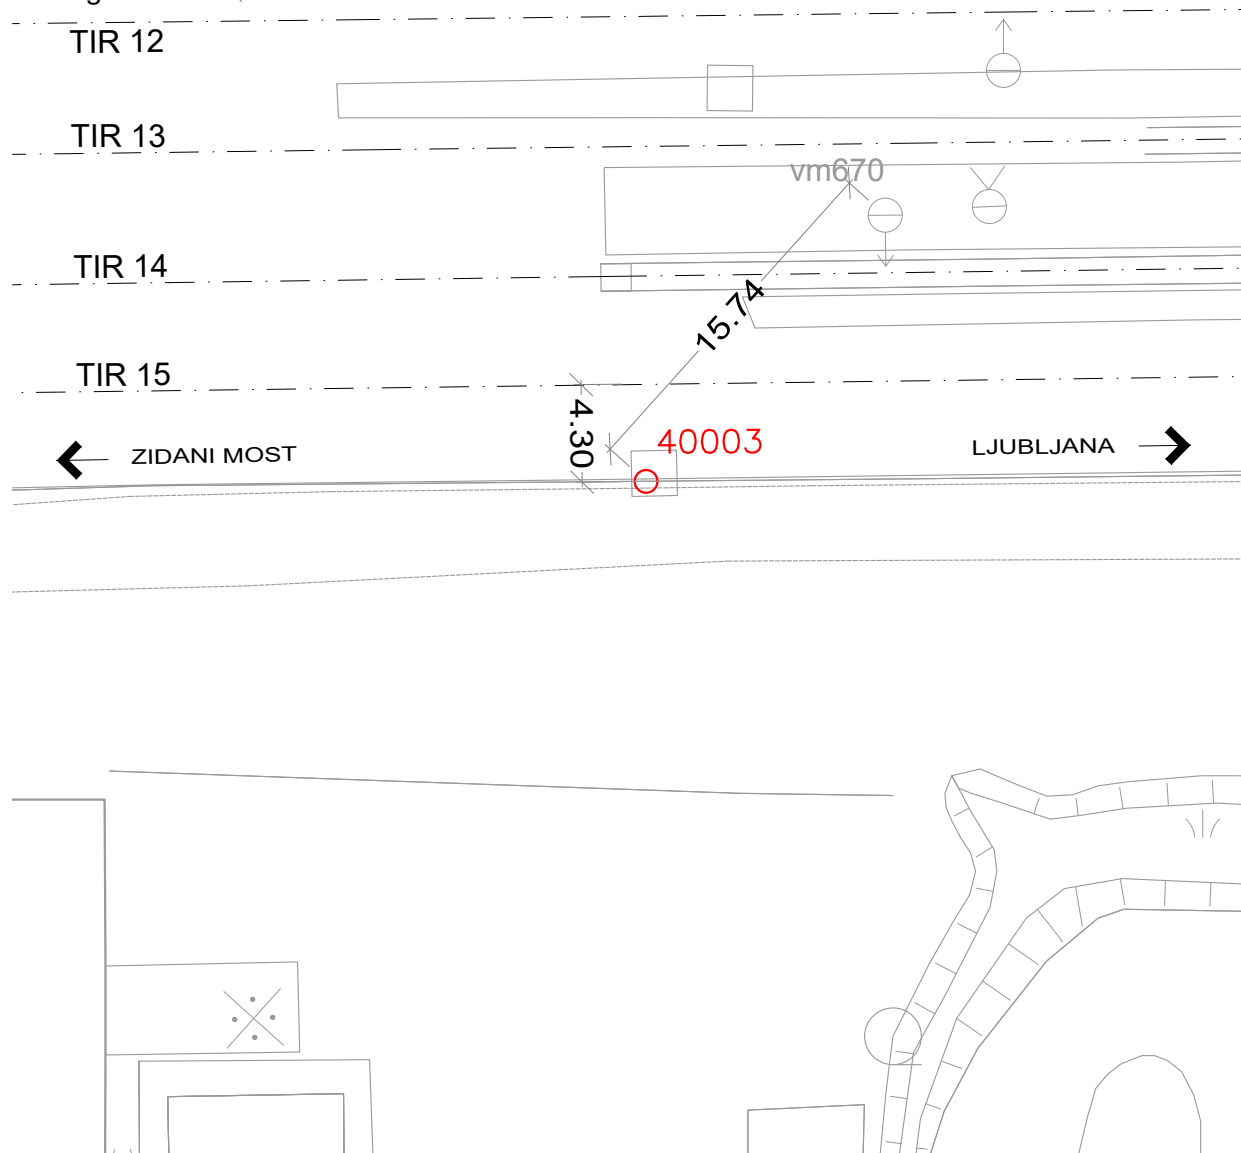 TIR 12
TIR 13
vm670
TIR 14
15.74
TIR 15
4.30
40003
ZIDANI MOST
LJUBLJANA